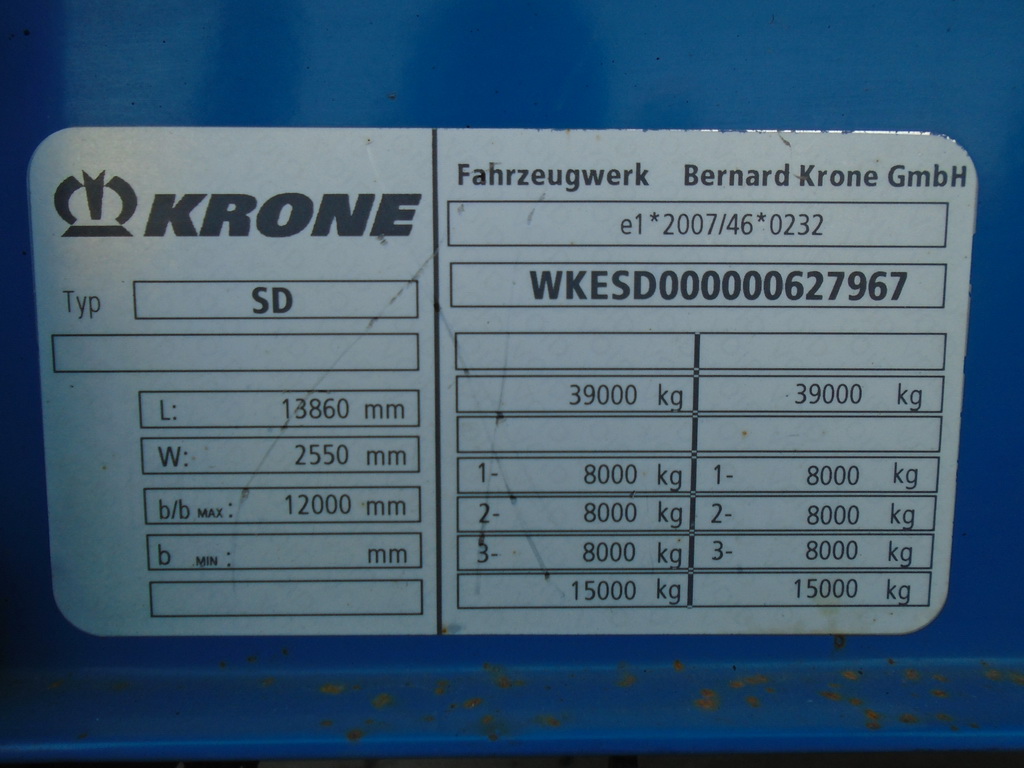 KRONE
Typ SD
L: 13860 mm
W: 2550 mm
b/b MAX: 12000 mm
b MIN: mm
Fahrzeugwerk Bernard Krone GmbH
e1*2007/46*0232
WKESD000000627967
39000 kg 39000 kg
1- 8000 kg 1- 8000 kg
2- 8000 kg 2- 8000 kg
3- 8000 kg 3- 8000 kg
15000 kg 15000 kg